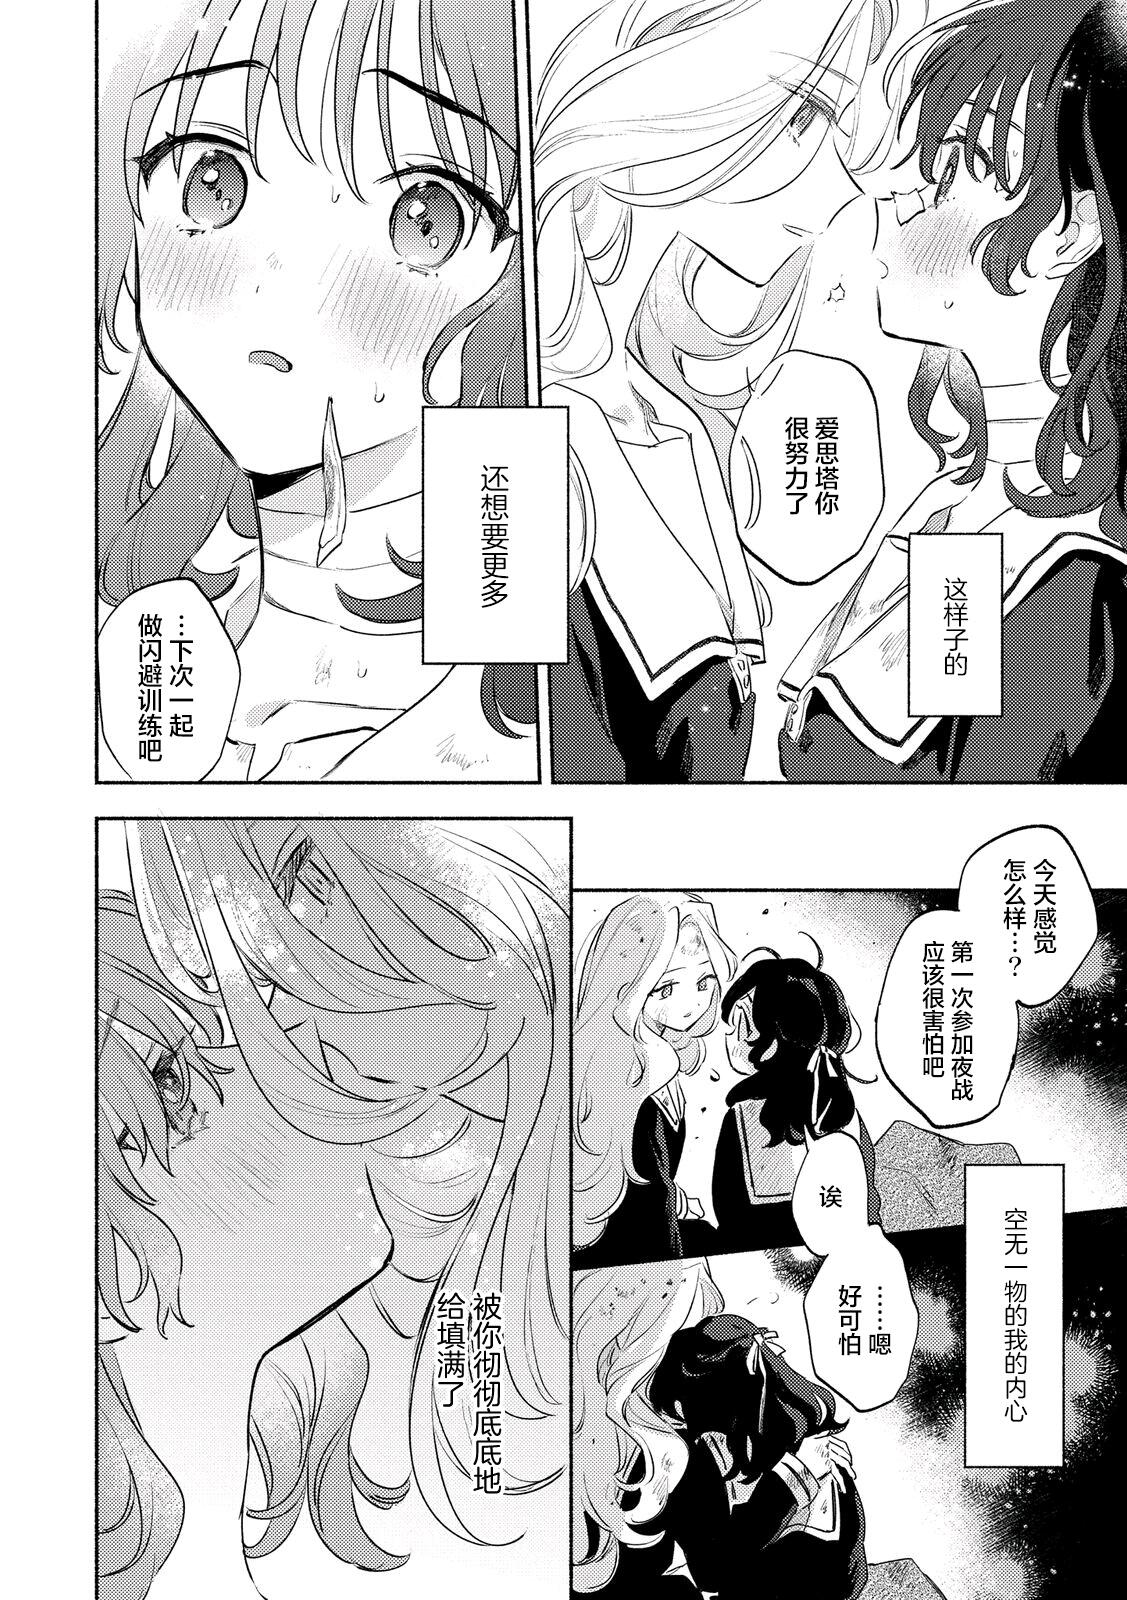 爱思塔你
很努力了
这样子的
还想要更多
…下次一起
做闪避训练吧
今天感觉
怎么样…?
第一次参加夜战
应该很害怕吧
诶
……嗯
好可怕
空无一物的我的内心
被你彻彻底底地
给填满了